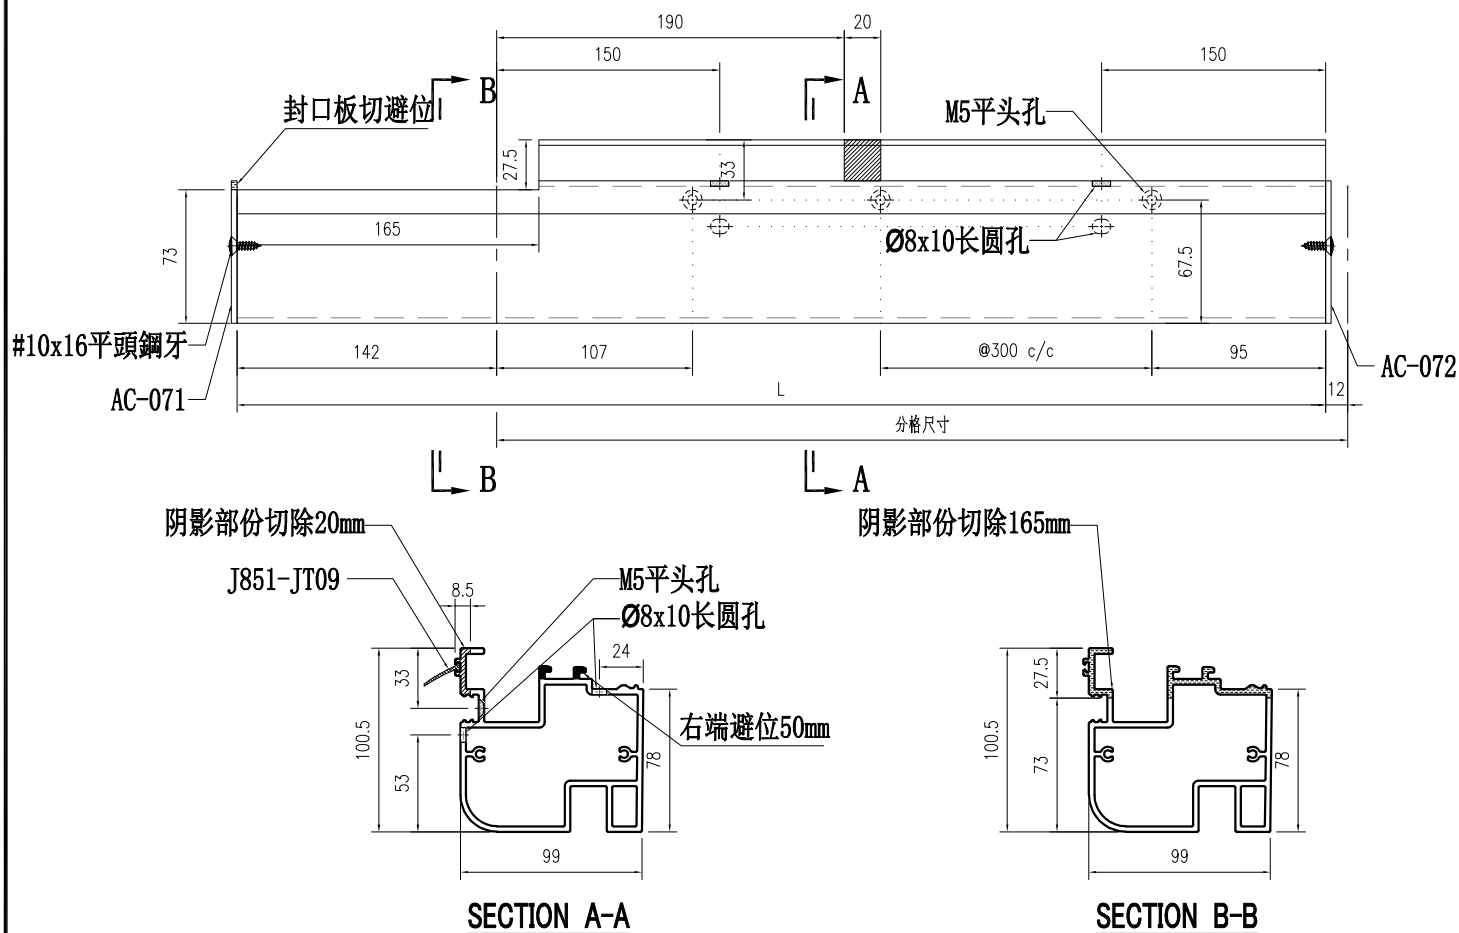 190
20
150
150
B
A
封口板切避位
M5平头孔
27.5
33
165
73
Ø8x10长圆孔
67.5
#10x16平頭鋼牙
142
107
@300 c/c
95
AC-072
AC-071
L
12
分格尺寸
B
A
阴影部份切除20mm
阴影部份切除165mm
J851-JT09
8.5
M5平头孔
Ø8x10长圆孔
24
33
27.5
100.5
右端避位50mm
100.5
53
78
73
78
99
99
SECTION A-A
SECTION B-B